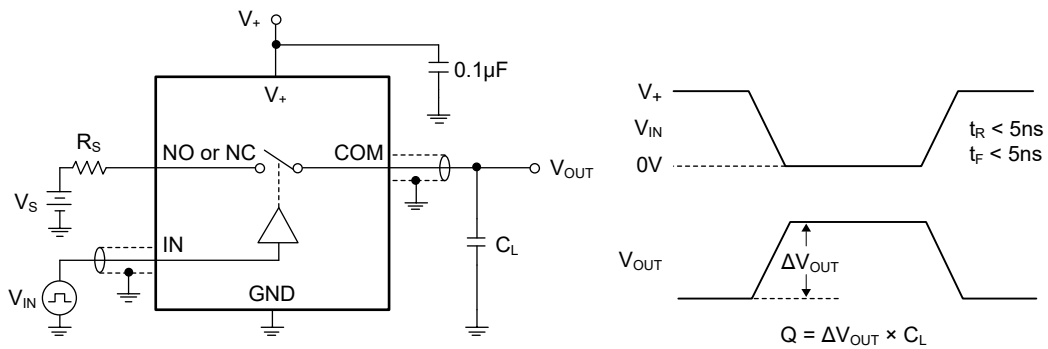 V+
0.1µF
V+
RS
NO or NC
COM
VOUT
VS
IN
CL
VIN
GND
V+
VIN
0V
tR < 5ns
tF < 5ns
VOUT
ΔVOUT
Q = ΔVOUT × CL